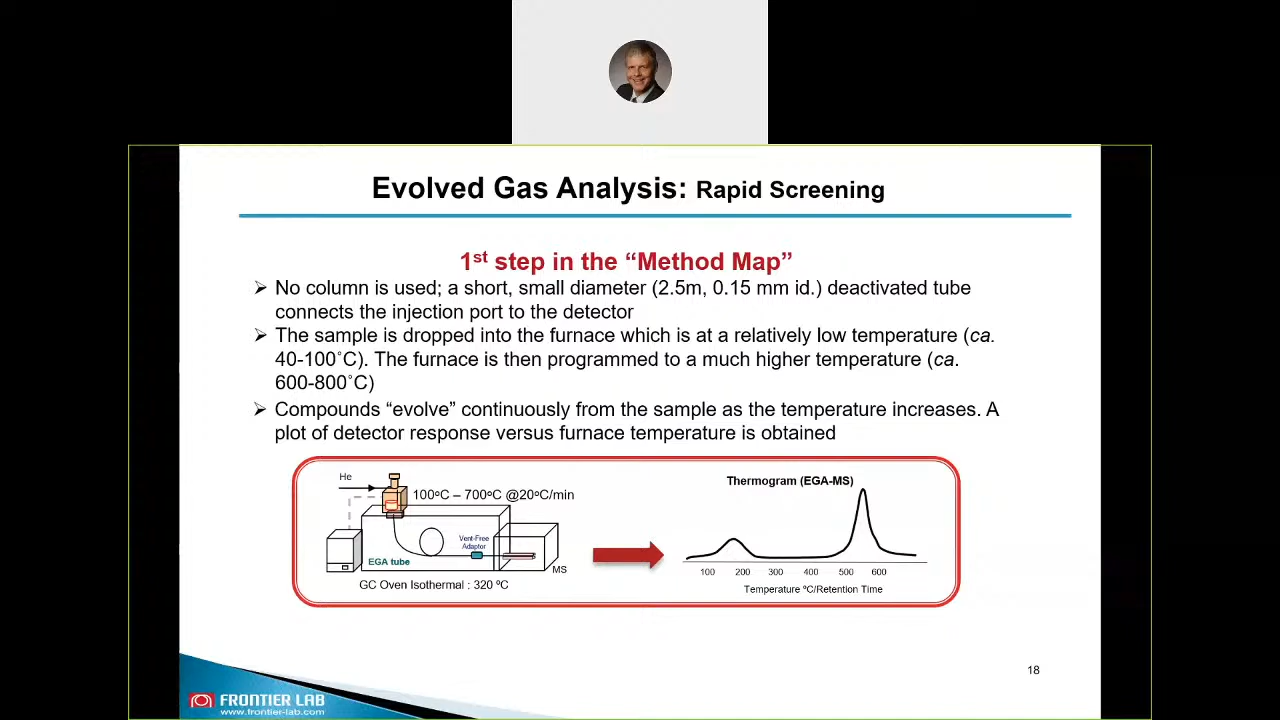 Evolved Gas Analysis: Rapid Screening
1st step in the “Method Map”
➢ No column is used; a short, small diameter (2.5m, 0.15 mm id.) deactivated tube
connects the injection port to the detector
➢ The sample is dropped into the furnace which is at a relatively low temperature (ca.
40-100˚C). The furnace is then programmed to a much higher temperature (ca.
600-800˚C)
➢ Compounds “evolve” continuously from the sample as the temperature increases. A
plot of detector response versus furnace temperature is obtained
He
100ºC – 700ºC @20ºC/min
Vent-Free
Adaptor
EGA tube
MS
GC Oven Isothermal : 320 ºC
Thermogram (EGA-MS)
100 200 300 400 500 600
Temperature ºC/Retention Time
18
FRONTIER LAB
www.frontier-lab.com